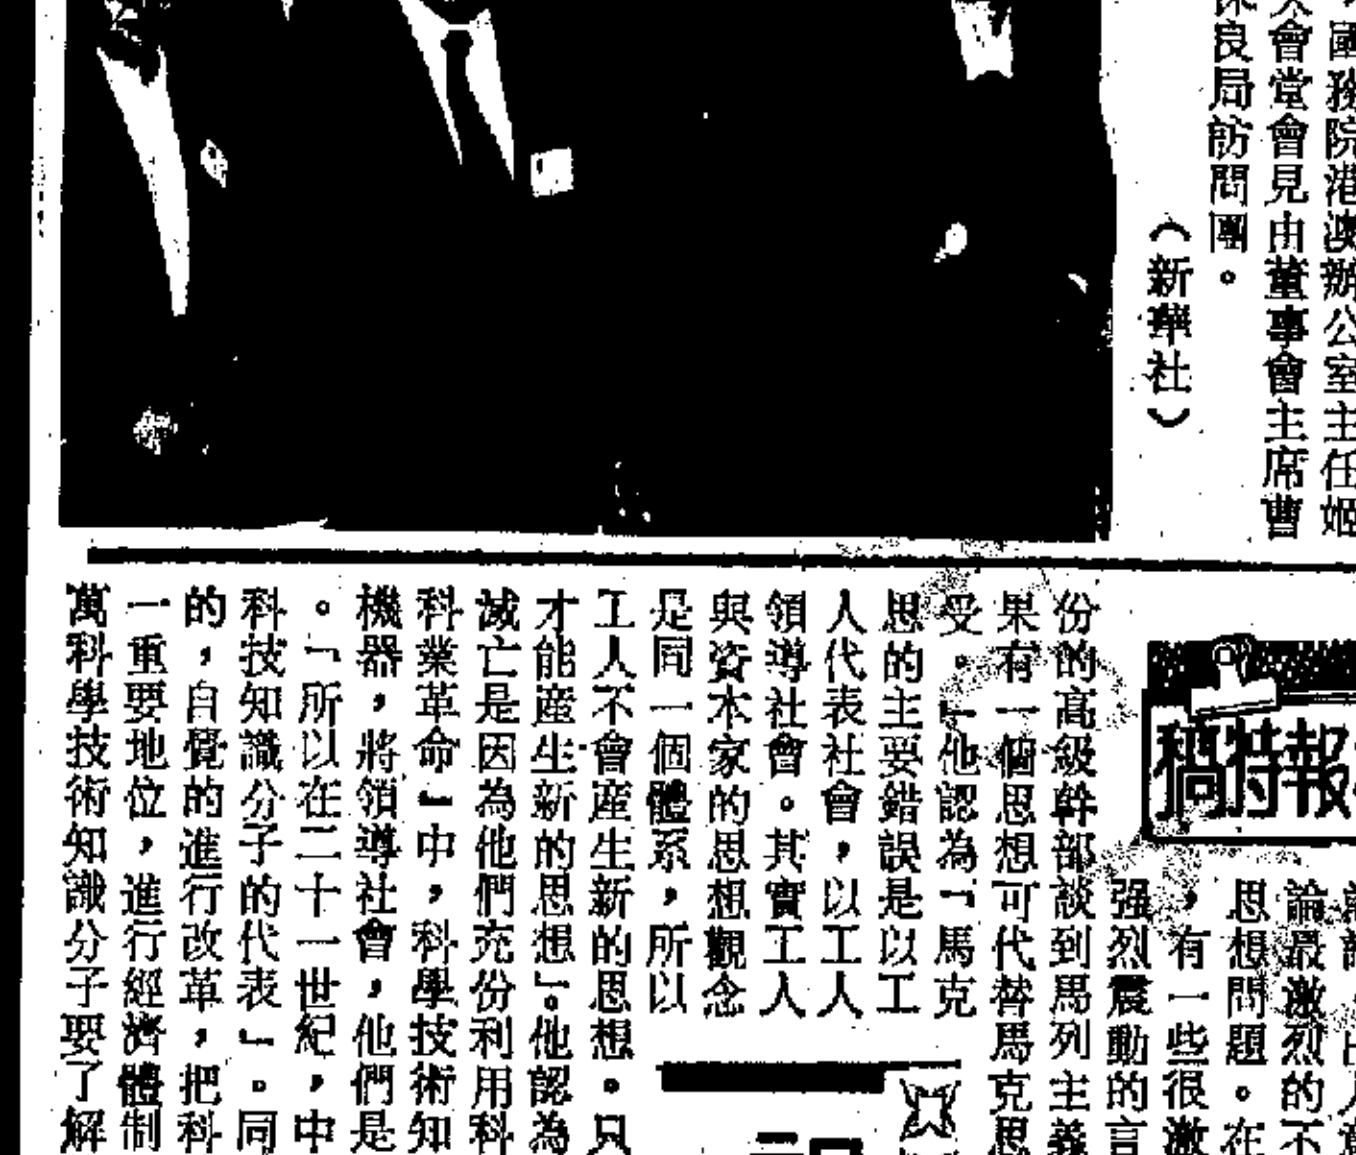 國務院港澳辦公室主任姬
會堂會見由董事會主席曹
良局訪問團。
（新華社）
特稿
報
論最激烈的不
思想問題。在
，有一些很激
强烈震動的言
份的高級幹部談到馬列主義
果有一個思想可代替馬克思
受。」他認為「馬克
思的主要錯誤是以工
人代表社會，以工人
領導社會。其實工人
與資本家的思想觀念
是同一個體系，所以
工人不會産生新的思想。只
才能産生新的思想」。他認為
滅亡是因為他們充份利用科
科業革命』中，科學技術知
機器，將領導社會，他們是
。「所以在二十一世紀，中
科技知識分子的代表」。同
的，自覺的進行改革，把科
一重要地位，進行經濟體制
萬科學技術知識分子要了解